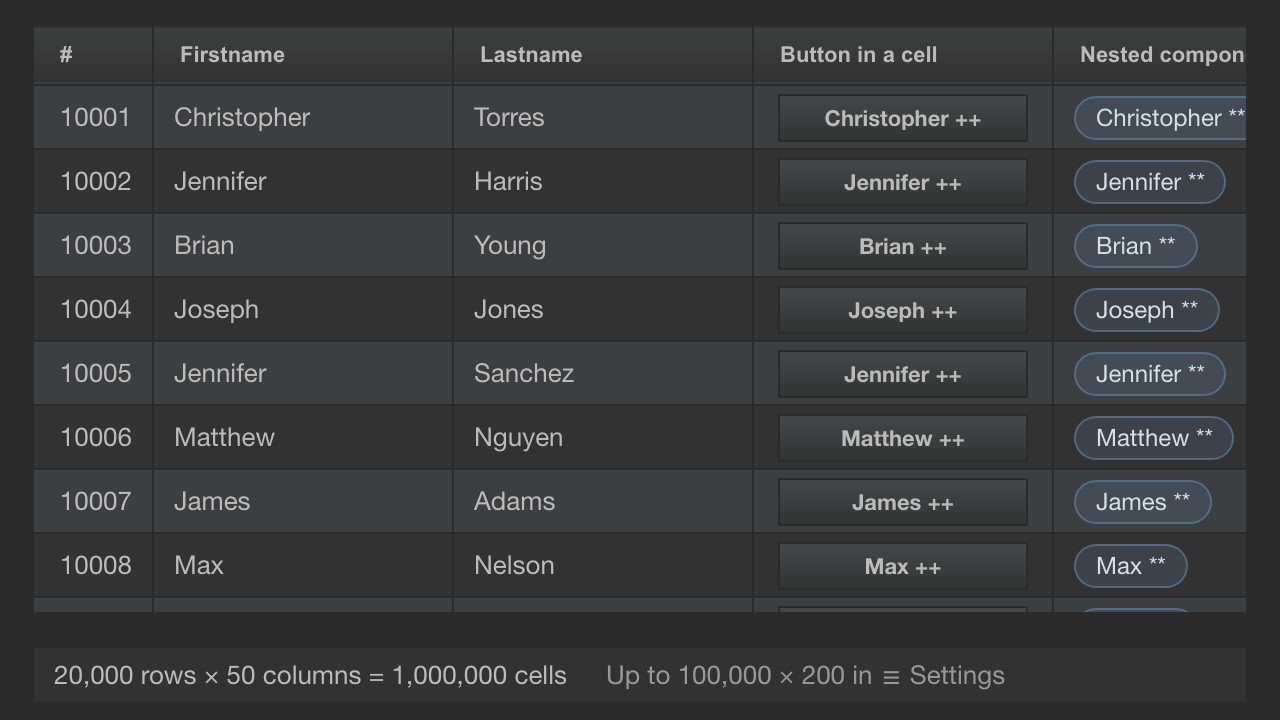 # Firstname Lastname Button in a cell Nested compon
10001 Christopher Torres Christopher ++ Christopher **
10002 Jennifer Harris Jennifer ++ Jennifer **
10003 Brian Young Brian ++ Brian **
10004 Joseph Jones Joseph ++ Joseph **
10005 Jennifer Sanchez Jennifer ++ Jennifer **
10006 Matthew Nguyen Matthew ++ Matthew **
10007 James Adams James ++ James **
10008 Max Nelson Max ++ Max **
20,000 rows × 50 columns = 1,000,000 cells Up to 100,000 × 200 in ≡ Settings